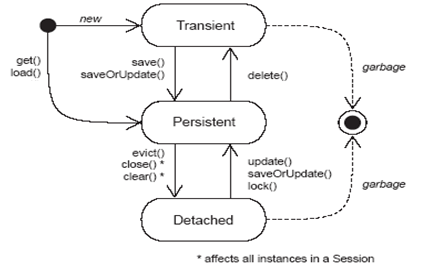 new
Transient
get()
load()
save()
saveOrUpdate()
delete()
garbage
Persistent
evict()
close() *
clear() *
update()
saveOrUpdate()
lock()
garbage
Detached
* affects all instances in a Session